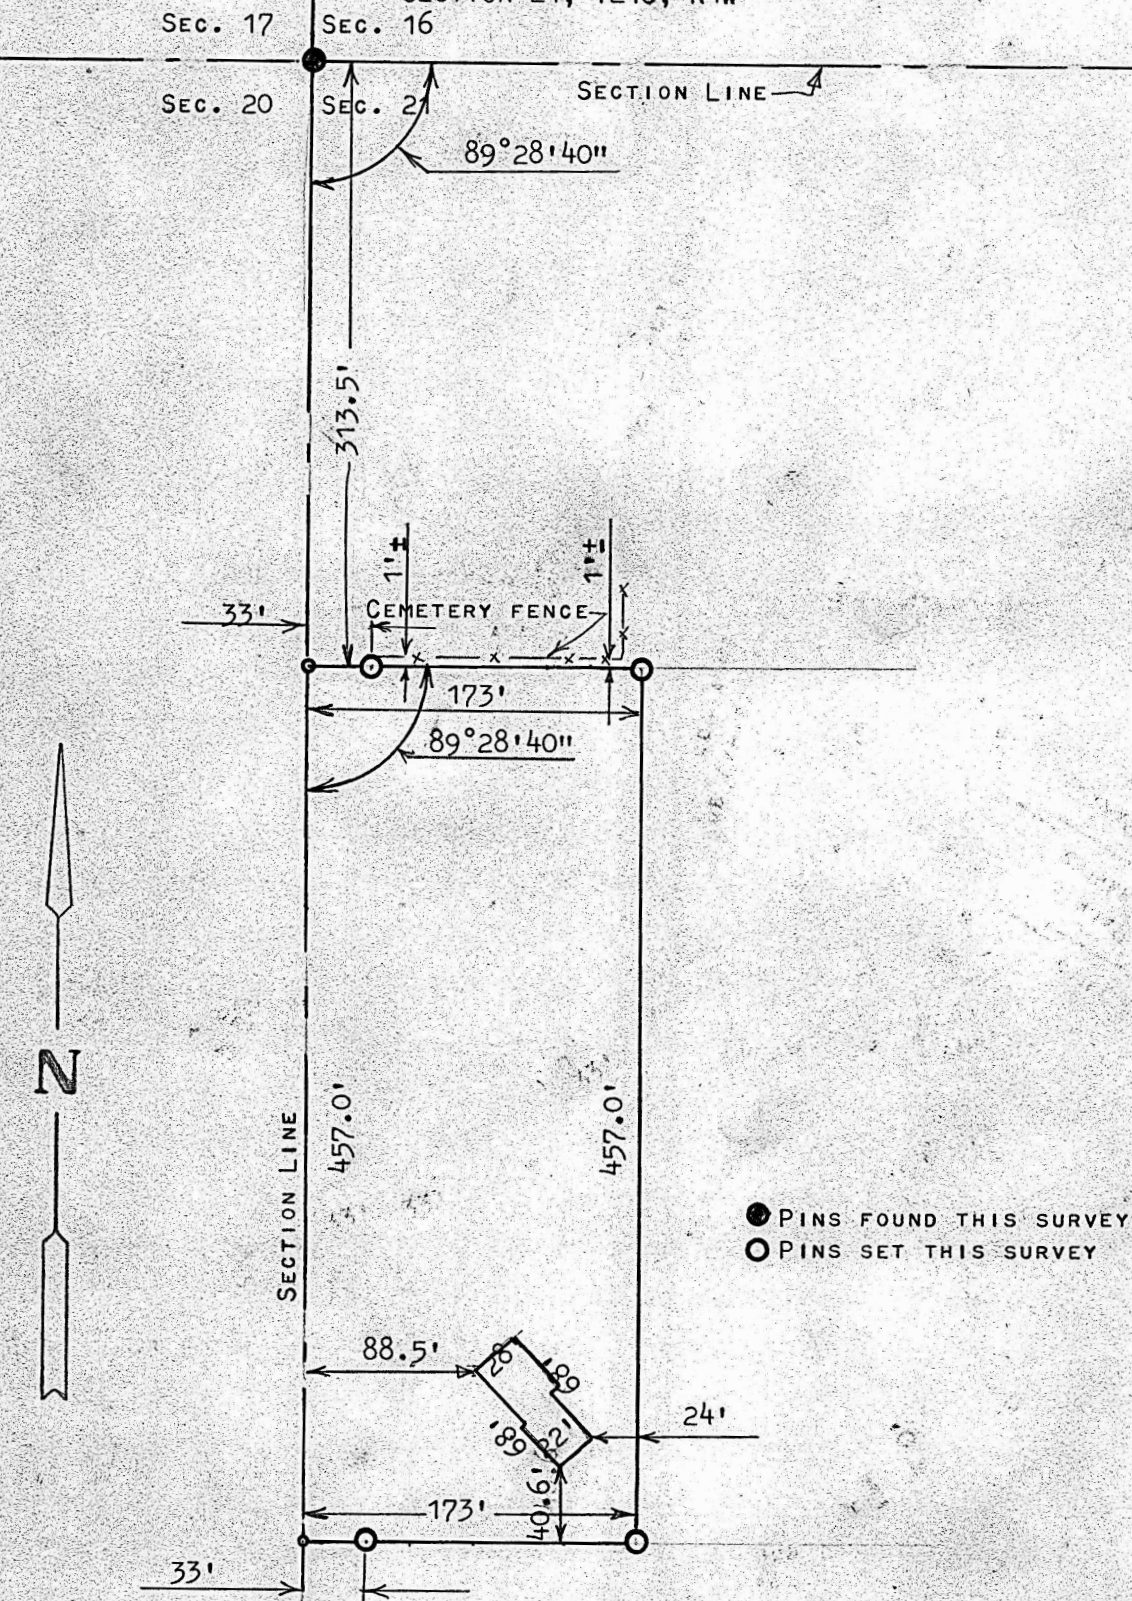 SEC. 17
SEC. 16
SEC. 20
SEC. 21
SECTION LINE
89°28'40"
313.5'
1'±
1'±
33'
CEMETERY FENCE
173'
89°28'40"
N
SECTION LINE
457.0'
457.0'
PINS FOUND THIS SURVEY
PINS SET THIS SURVEY
88.5'
28'
68'
68'
22'
24'
40.6'
173'
33'